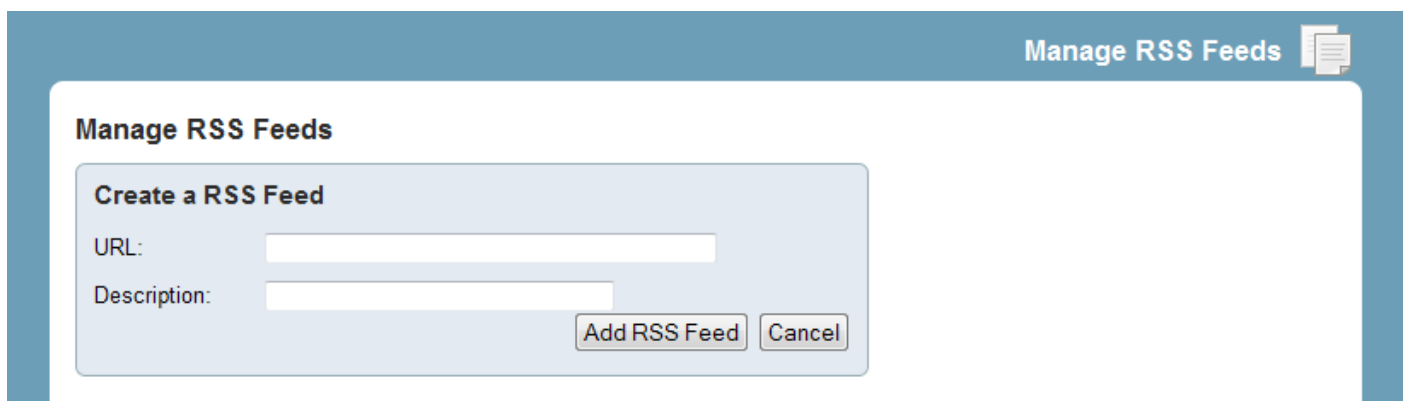 Manage RSS Feeds
Manage RSS Feeds
Create a RSS Feed
URL:
Description:
Add RSS Feed Cancel